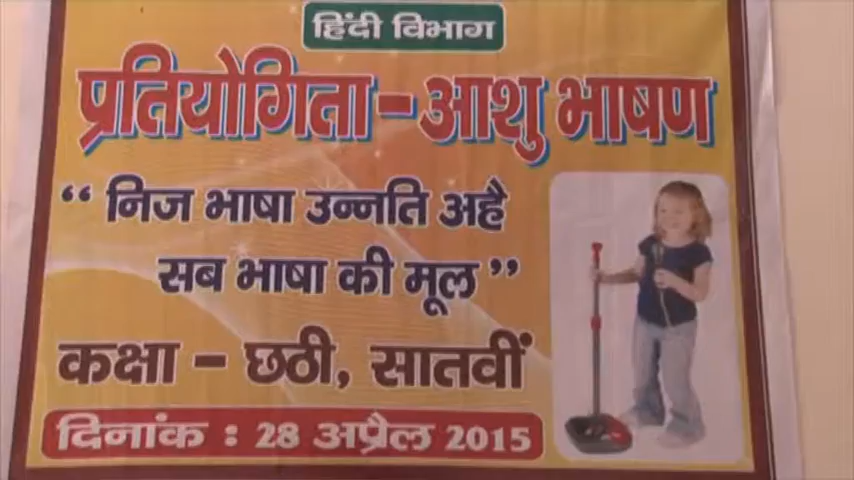 हिंदी विभाग
प्रतियोगिता - आशु भाषण
“ निज भाषा उन्नति अहै
सब भाषा की मूल ”
कक्षा - छठी, सातवीं
दिनांक : 28 अप्रैल 2015